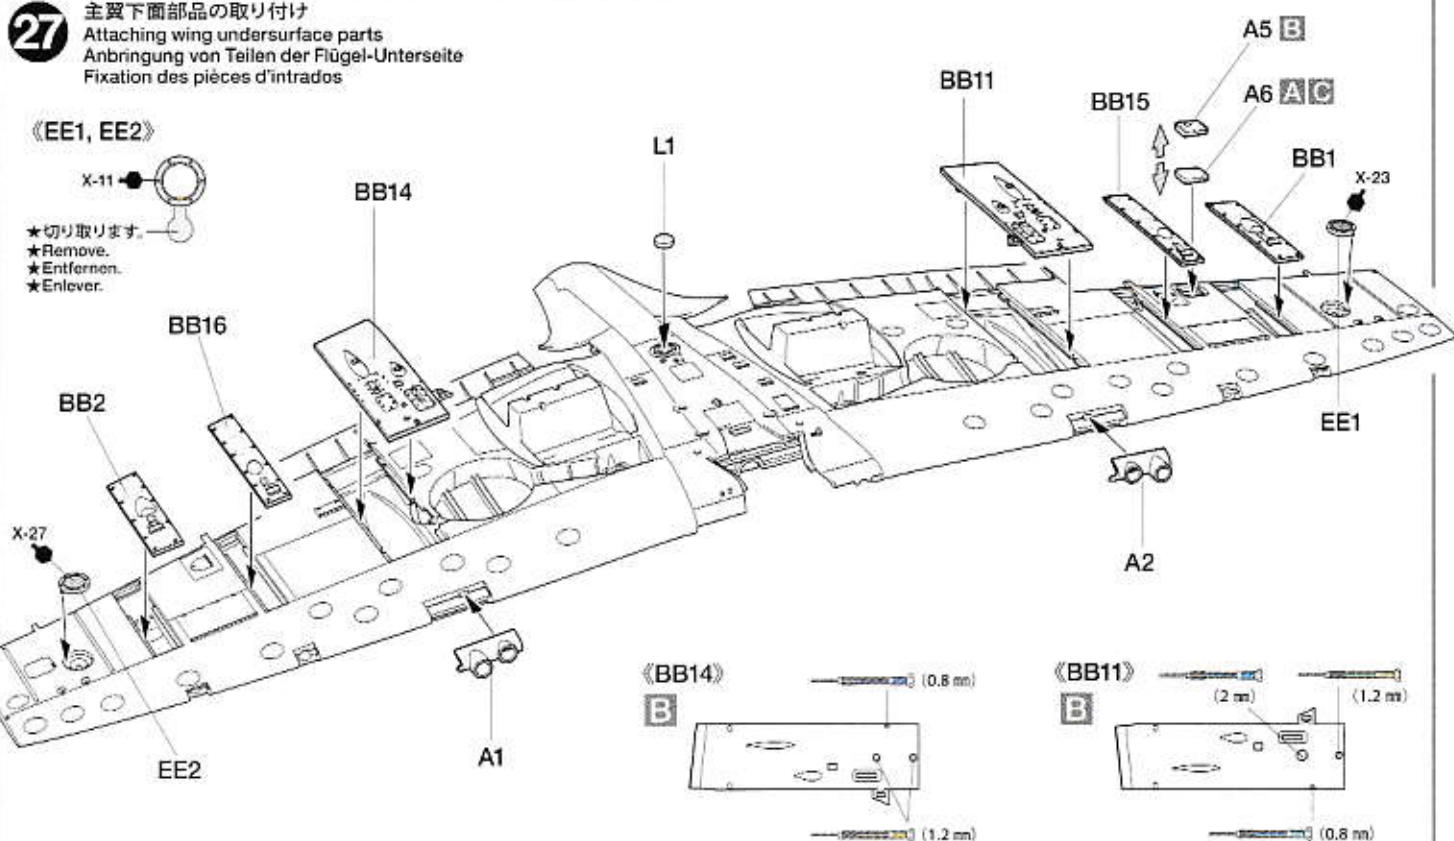 27
主翼下面部品の取り付け
Attaching wing undersurface parts
Anbringung von Teilen der Flügel-Unterseite
Fixation des pièces d'intrados
《EE1, EE2》
X-11
★切り取ります。
★Remove.
★Entfernen.
★Enlever.
A5 B
A6 A C
BB11
BB15
BB1
X-23
L1
BB14
BB16
BB2
X-27
EE1
A2
A1
EE2
《BB14》
B
(0.8 mm)
(1.2 mm)
《BB11》
B
(2 mm)
(1.2 mm)
(0.8 mm)